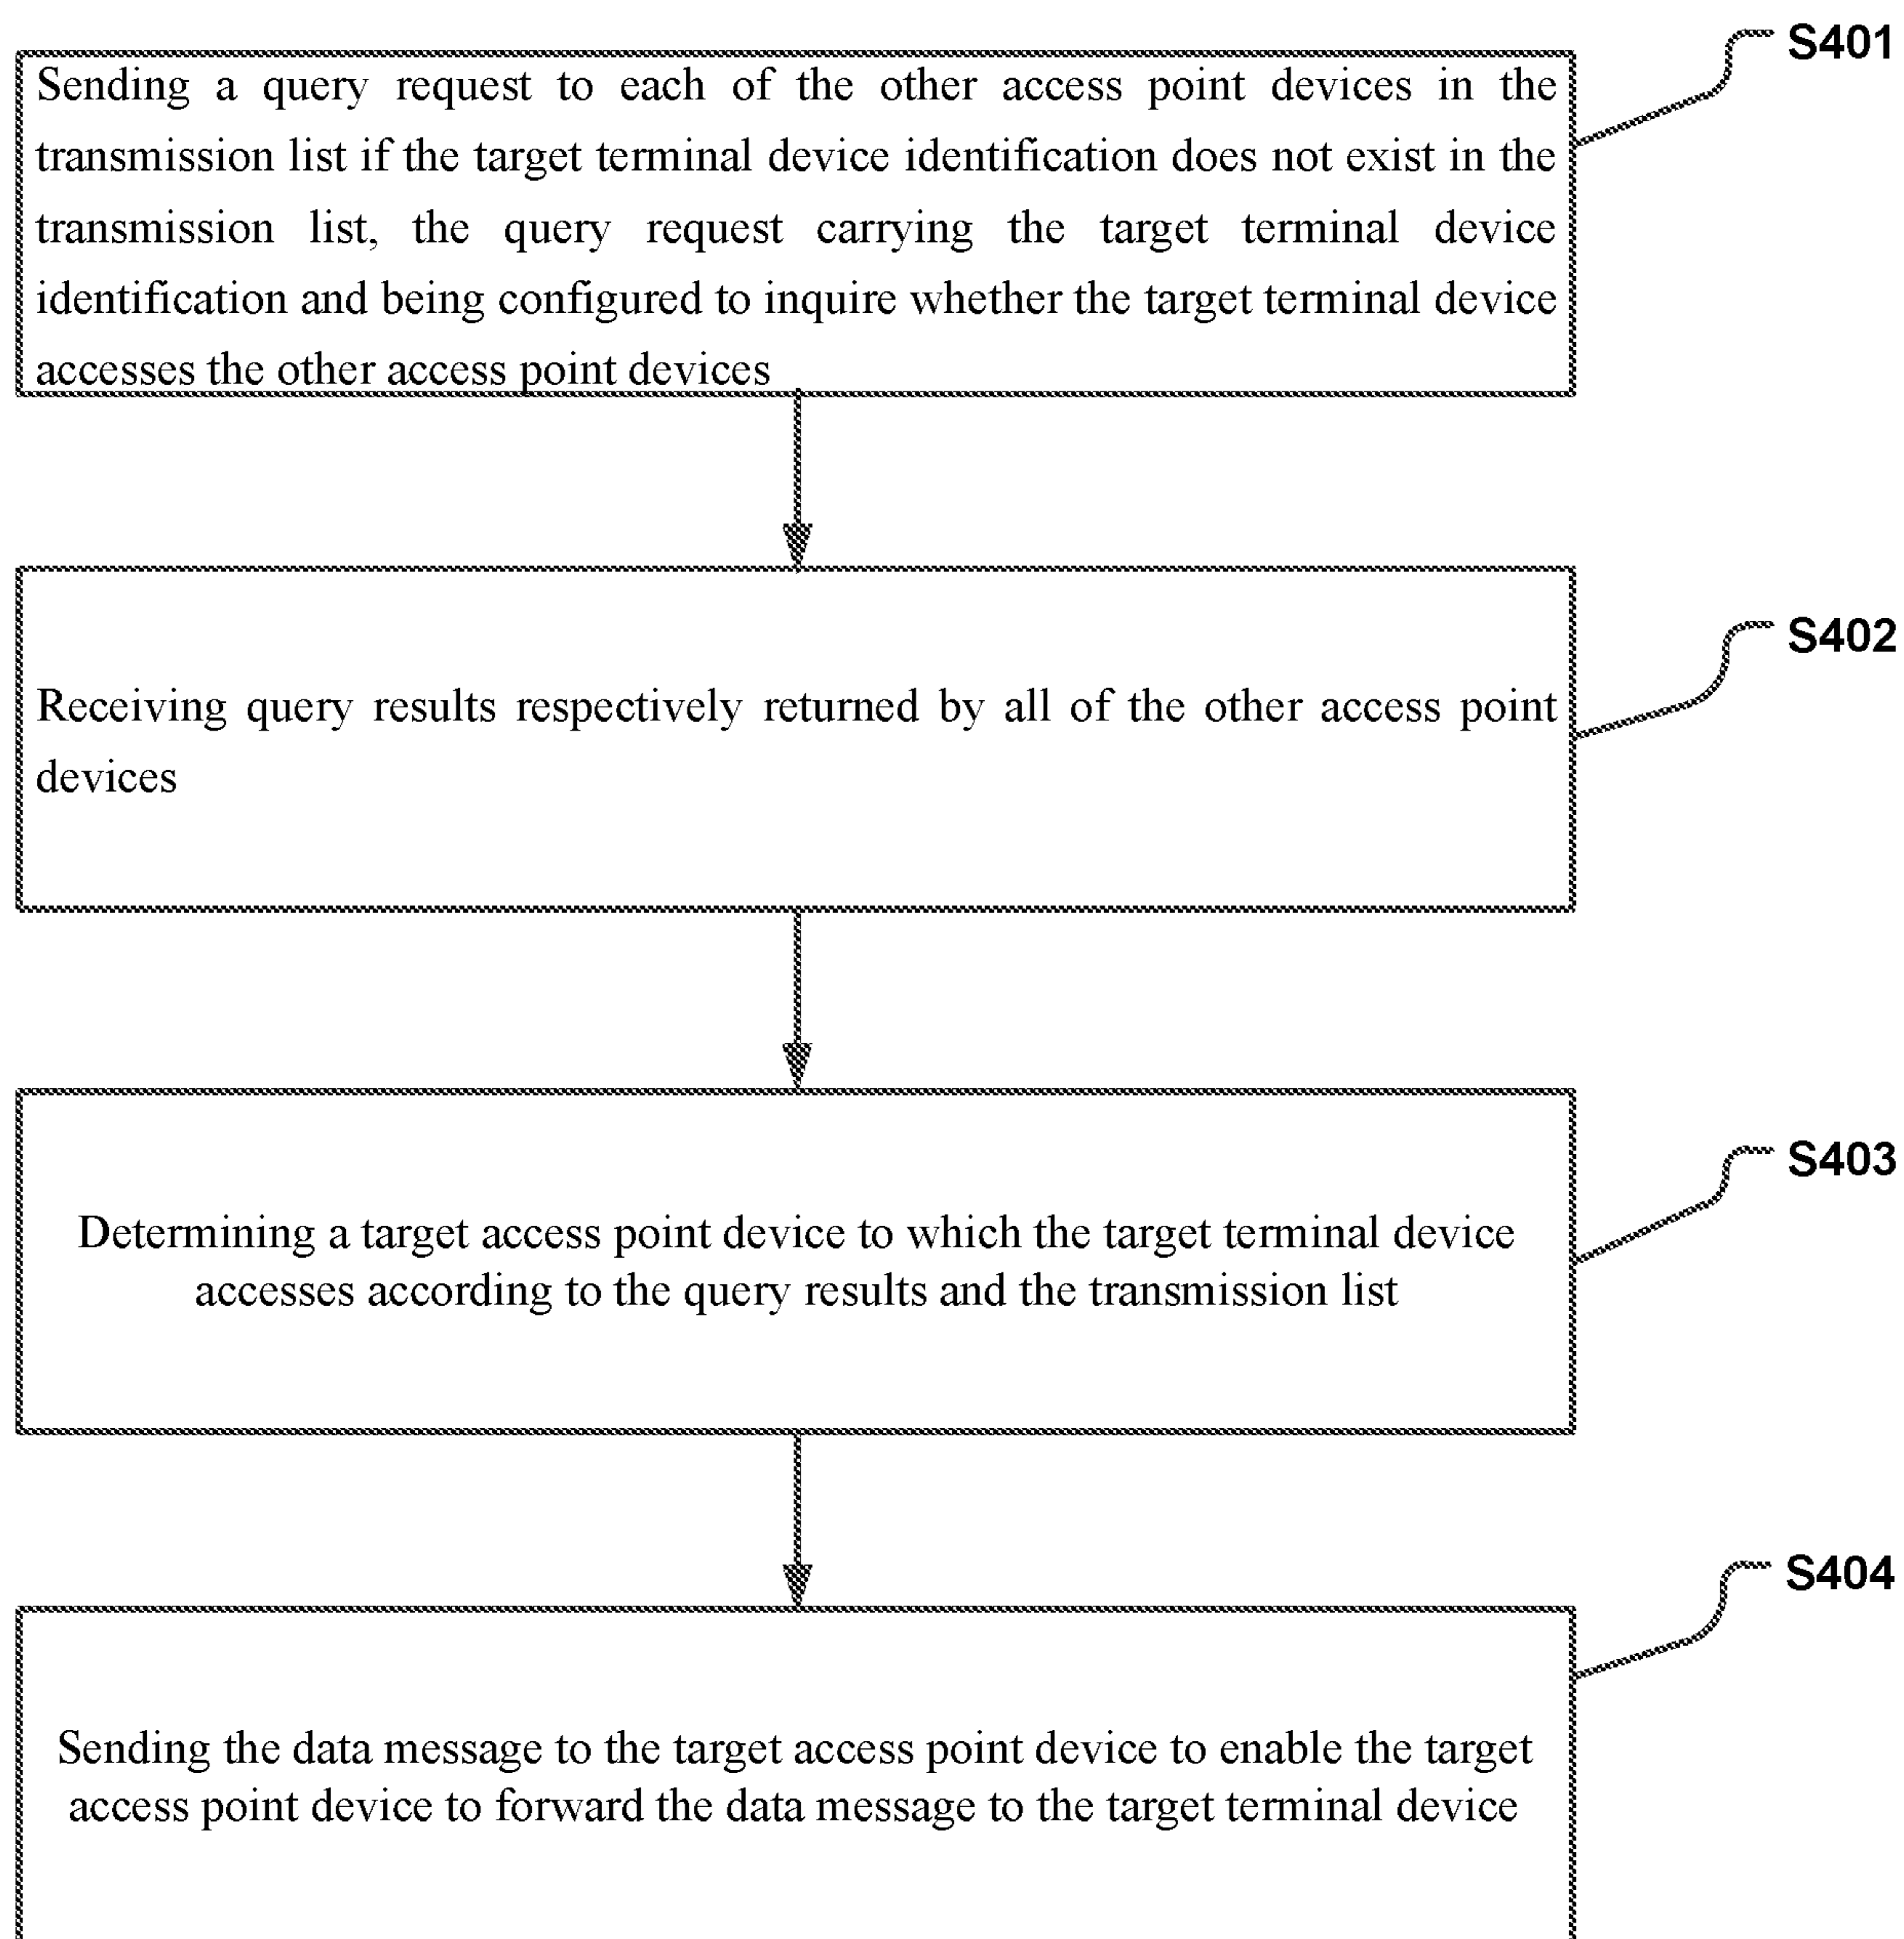 S401
Sending a query request to each of the other access point devices in the
transmission list if the target terminal device identification does not exist in the
transmission list, the query request carrying the target terminal device
identification and being configured to inquire whether the target terminal device
accesses the other access point devices
S402
Receiving query results respectively returned by all of the other access point
devices
S403
Determining a target access point device to which the target terminal device
accesses according to the query results and the transmission list
S404
Sending the data message to the target access point device to enable the target
access point device to forward the data message to the target terminal device